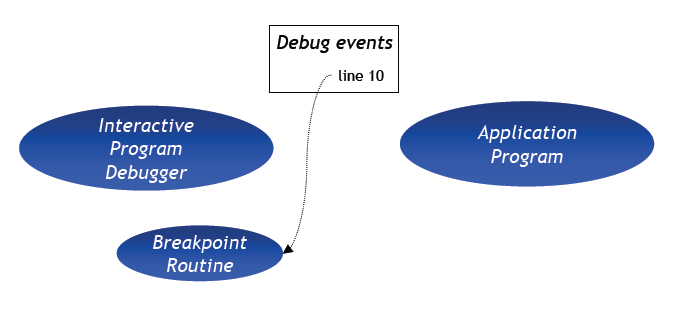 Debug events
line 10
Interactive
Program
Debugger
Application
Program
Breakpoint
Routine